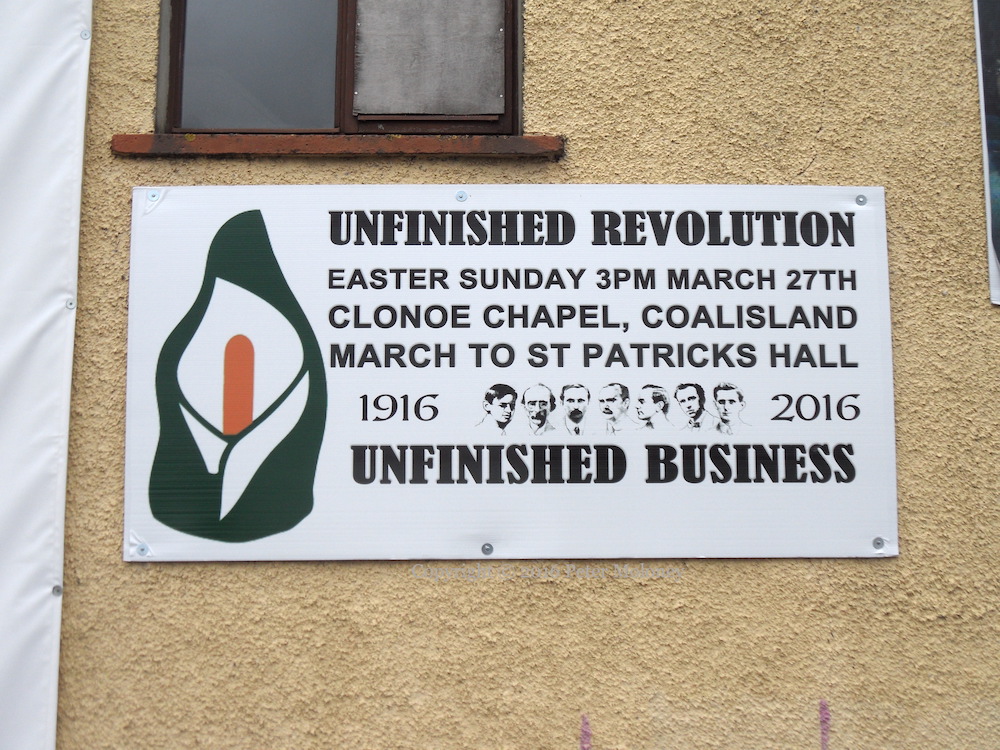 UNFINISHED REVOLUTION
EASTER SUNDAY 3PM MARCH 27TH
CLONOE CHAPEL, COALISLAND
MARCH TO ST PATRICKS HALL
1916 2016
UNFINISHED BUSINESS
Copyright